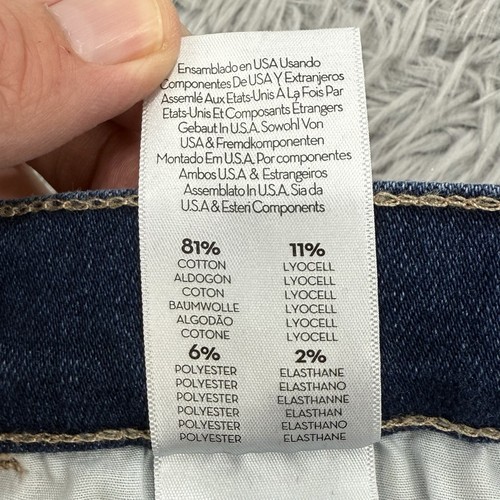 Ensamblado en USA Usando
Componentes De USA Y Extranjeros
Assemlé Aux Etats-Unis À La Fois Par
Etats-Unis Et Composants Étrangers
Gebaut In U.S.A. Sowohl Von
USA & Fremdkomponenten
Montado Em U.S.A. Por componentes
Ambos U.S.A & Estrangeiros
Assemblato In U.S.A. Sia da
U.S.A & Esteri Components
81% 11%
COTTON LYOCELL
ALDOGÓN LYOCELL
COTON LYOCELL
BAUMWOLLE LYOCELL
ALGODÃO LYOCELL
COTONE LYOCELL
6% 2%
POLYESTER ELASTHANE
POLYESTER ELASTHANO
POLYESTER ELASTHANNE
POLYESTER ELASTHAN
POLYESTER ELASTHANO
POLYESTER ELASTHANE